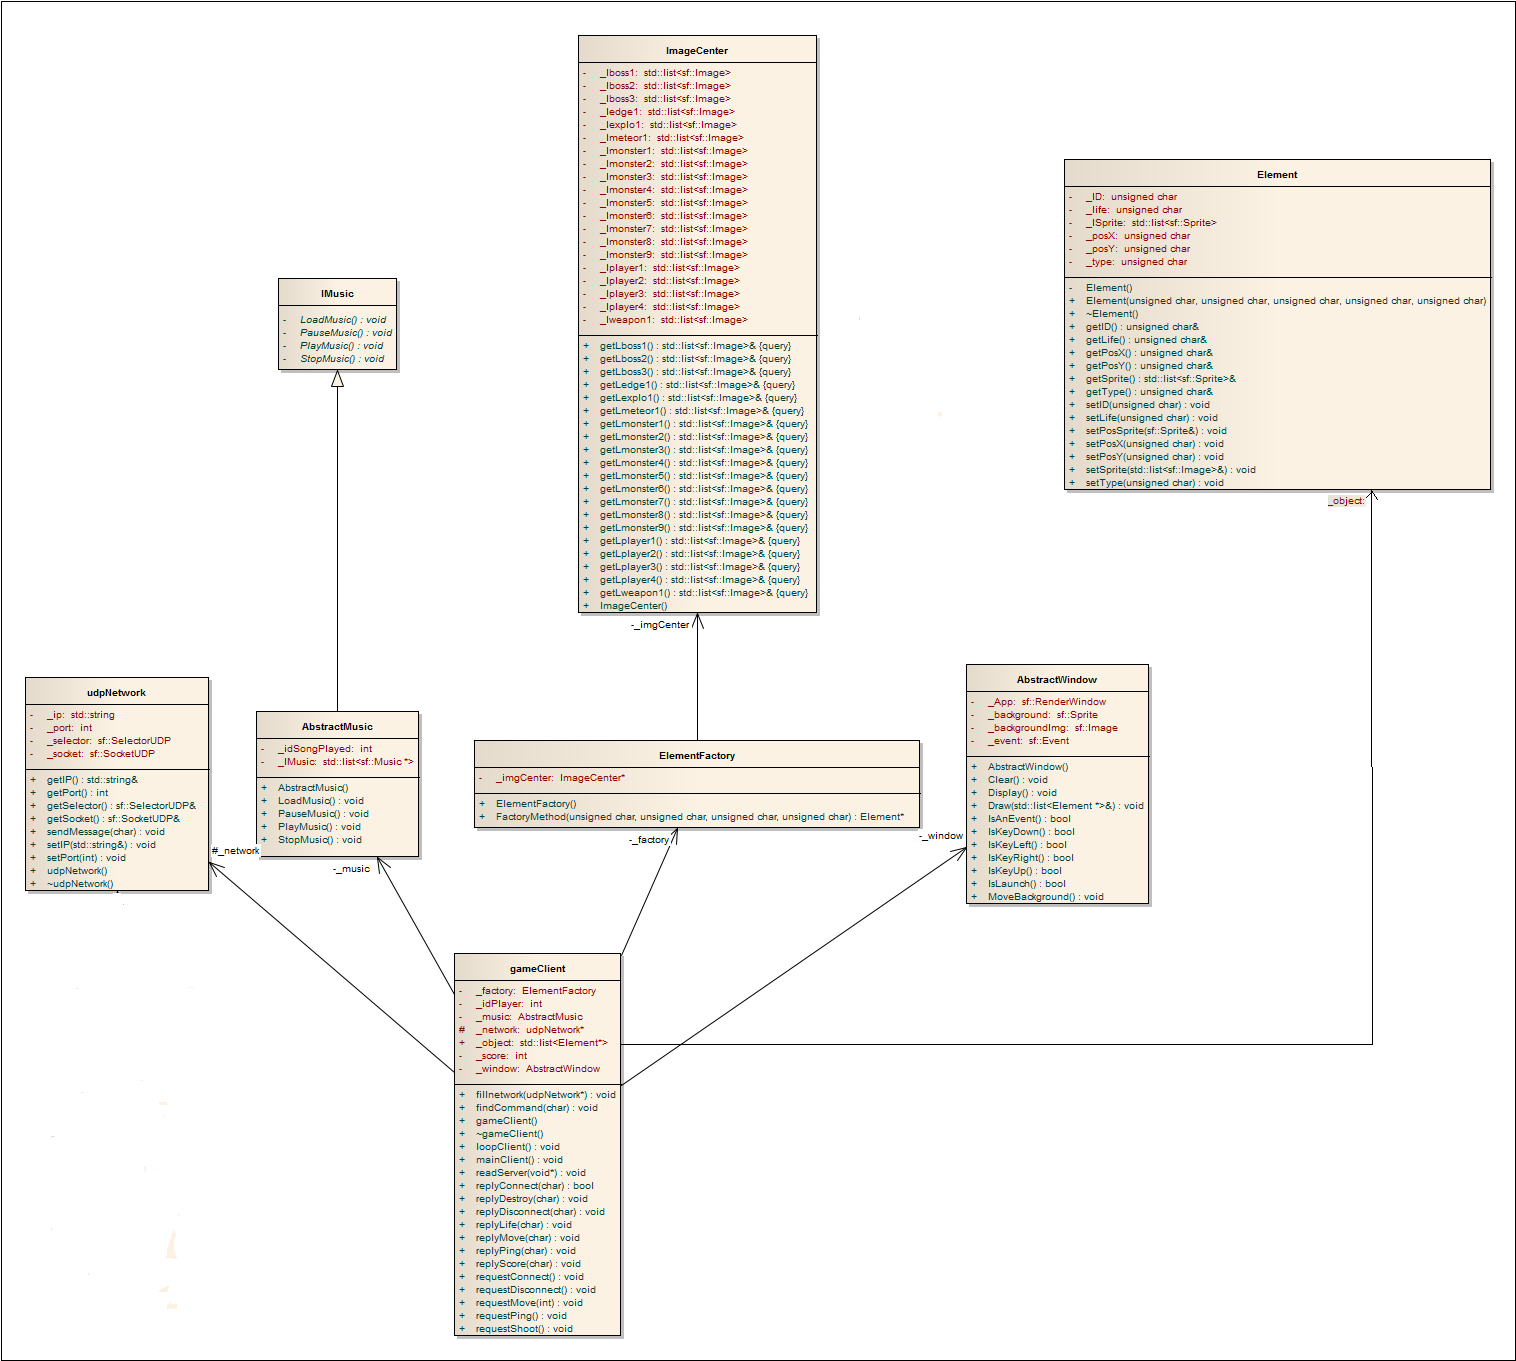 ImageCenter
- _lboss1: std::list<sf::Image>
- _lboss2: std::list<sf::Image>
- _lboss3: std::list<sf::Image>
- _ledge1: std::list<sf::Image>
- _lexplo1: std::list<sf::Image>
- _lmeteor1: std::list<sf::Image>
- _lmonster1: std::list<sf::Image>
- _lmonster2: std::list<sf::Image>
- _lmonster3: std::list<sf::Image>
- _lmonster4: std::list<sf::Image>
- _lmonster5: std::list<sf::Image>
- _lmonster6: std::list<sf::Image>
- _lmonster7: std::list<sf::Image>
- _lmonster8: std::list<sf::Image>
- _lmonster9: std::list<sf::Image>
- _lplayer1: std::list<sf::Image>
- _lplayer2: std::list<sf::Image>
- _lplayer3: std::list<sf::Image>
- _lplayer4: std::list<sf::Image>
- _lweapon1: std::list<sf::Image>
+ getLboss1() : std::list<sf::Image>& {query}
+ getLboss2() : std::list<sf::Image>& {query}
+ getLboss3() : std::list<sf::Image>& {query}
+ getLedge1() : std::list<sf::Image>& {query}
+ getLexplo1() : std::list<sf::Image>& {query}
+ getLmeteor1() : std::list<sf::Image>& {query}
+ getLmonster1() : std::list<sf::Image>& {query}
+ getLmonster2() : std::list<sf::Image>& {query}
+ getLmonster3() : std::list<sf::Image>& {query}
+ getLmonster4() : std::list<sf::Image>& {query}
+ getLmonster5() : std::list<sf::Image>& {query}
+ getLmonster6() : std::list<sf::Image>& {query}
+ getLmonster7() : std::list<sf::Image>& {query}
+ getLmonster8() : std::list<sf::Image>& {query}
+ getLmonster9() : std::list<sf::Image>& {query}
+ getLplayer1() : std::list<sf::Image>& {query}
+ getLplayer2() : std::list<sf::Image>& {query}
+ getLplayer3() : std::list<sf::Image>& {query}
+ getLplayer4() : std::list<sf::Image>& {query}
+ getLweapon1() : std::list<sf::Image>& {query}
+ ImageCenter()
Element
- _ID: unsigned char
- _life: unsigned char
- _lSprite: std::list<sf::Sprite>
- _posX: unsigned char
- _posY: unsigned char
- _type: unsigned char
- Element()
+ Element(unsigned char, unsigned char, unsigned char, unsigned char, unsigned char)
+ ~Element()
+ getID() : unsigned char&
+ getLife() : unsigned char&
+ getPosX() : unsigned char&
+ getPosY() : unsigned char&
+ getSprite() : std::list<sf::Sprite>&
+ getType() : unsigned char&
+ setID(unsigned char) : void
+ setLife(unsigned char) : void
+ setPosSprite(sf::Sprite&) : void
+ setPosX(unsigned char) : void
+ setPosY(unsigned char) : void
+ setSprite(std::list<sf::Image>&) : void
+ setType(unsigned char) : void
_object:
IMusic
- LoadMusic() : void
- PauseMusic() : void
- PlayMusic() : void
- StopMusic() : void
-_imgCenter
udpNetwork
- _ip: std::string
- _port: int
- _selector: sf::SelectorUDP
- _socket: sf::SocketUDP
+ getIP() : std::string&
+ getPort() : int
+ getSelector() : sf::SelectorUDP&
+ getSocket() : sf::SocketUDP&
+ sendMessage(char) : void
+ setIP(std::string&) : void
+ setPort(int) : void
+ udpNetwork()
+ ~udpNetwork()
#_network
AbstractMusic
- _idSongPlayed: int
- _lMusic: std::list<sf::Music *>
+ AbstractMusic()
+ LoadMusic() : void
+ PauseMusic() : void
+ PlayMusic() : void
+ StopMusic() : void
-_music
ElementFactory
- _imgCenter: ImageCenter*
+ ElementFactory()
+ FactoryMethod(unsigned char, unsigned char, unsigned char, unsigned char) : Element*
-_factory
AbstractWindow
- _App: sf::RenderWindow
- _background: sf::Sprite
- _backgroundImg: sf::Image
- _event: sf::Event
+ AbstractWindow()
+ Clear() : void
+ Display() : void
+ Draw(std::list<Element *>&) : void
+ IsAnEvent() : bool
+ IsKeyDown() : bool
+ IsKeyLeft() : bool
+ IsKeyRight() : bool
+ IsKeyUp() : bool
+ IsLaunch() : bool
+ MoveBackground() : void
-_window
gameClient
- _factory: ElementFactory
- _idPlayer: int
- _music: AbstractMusic
# _network: udpNetwork*
+ _object: std::list<Element*>
- _score: int
- _window: AbstractWindow
+ fillnetwork(udpNetwork*) : void
+ findCommand(char) : void
+ gameClient()
+ ~gameClient()
+ loopClient() : void
+ mainClient() : void
+ readServer(void*) : void
+ replyConnect(char) : bool
+ replyDestroy(char) : void
+ replyDisconnect(char) : void
+ replyLife(char) : void
+ replyMove(char) : void
+ replyPing(char) : void
+ replyScore(char) : void
+ requestConnect() : void
+ requestDisconnect() : void
+ requestMove(int) : void
+ requestPing() : void
+ requestShoot() : void